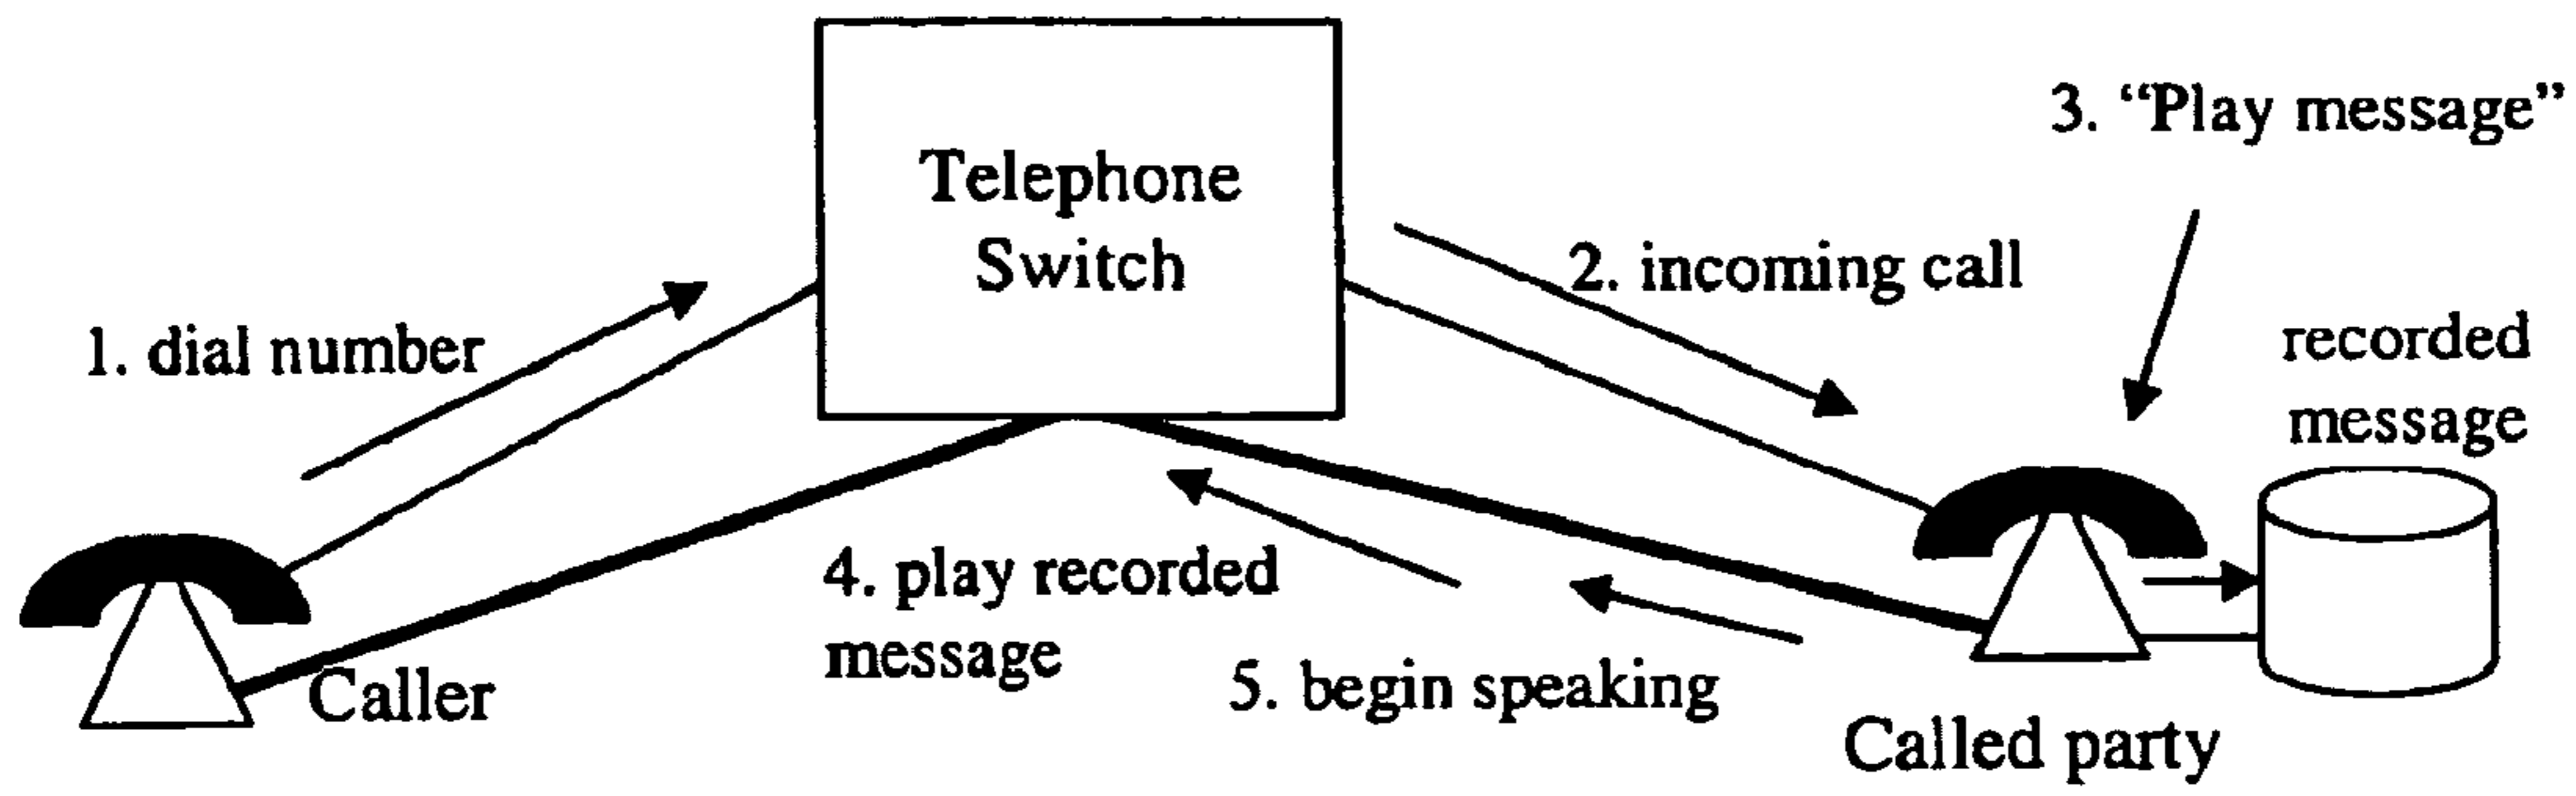 Telephone
Switch
1. dial number
2. incoming call
3. “Play message”
recorded
message
4. play recorded
message
5. begin speaking
Caller
Called party